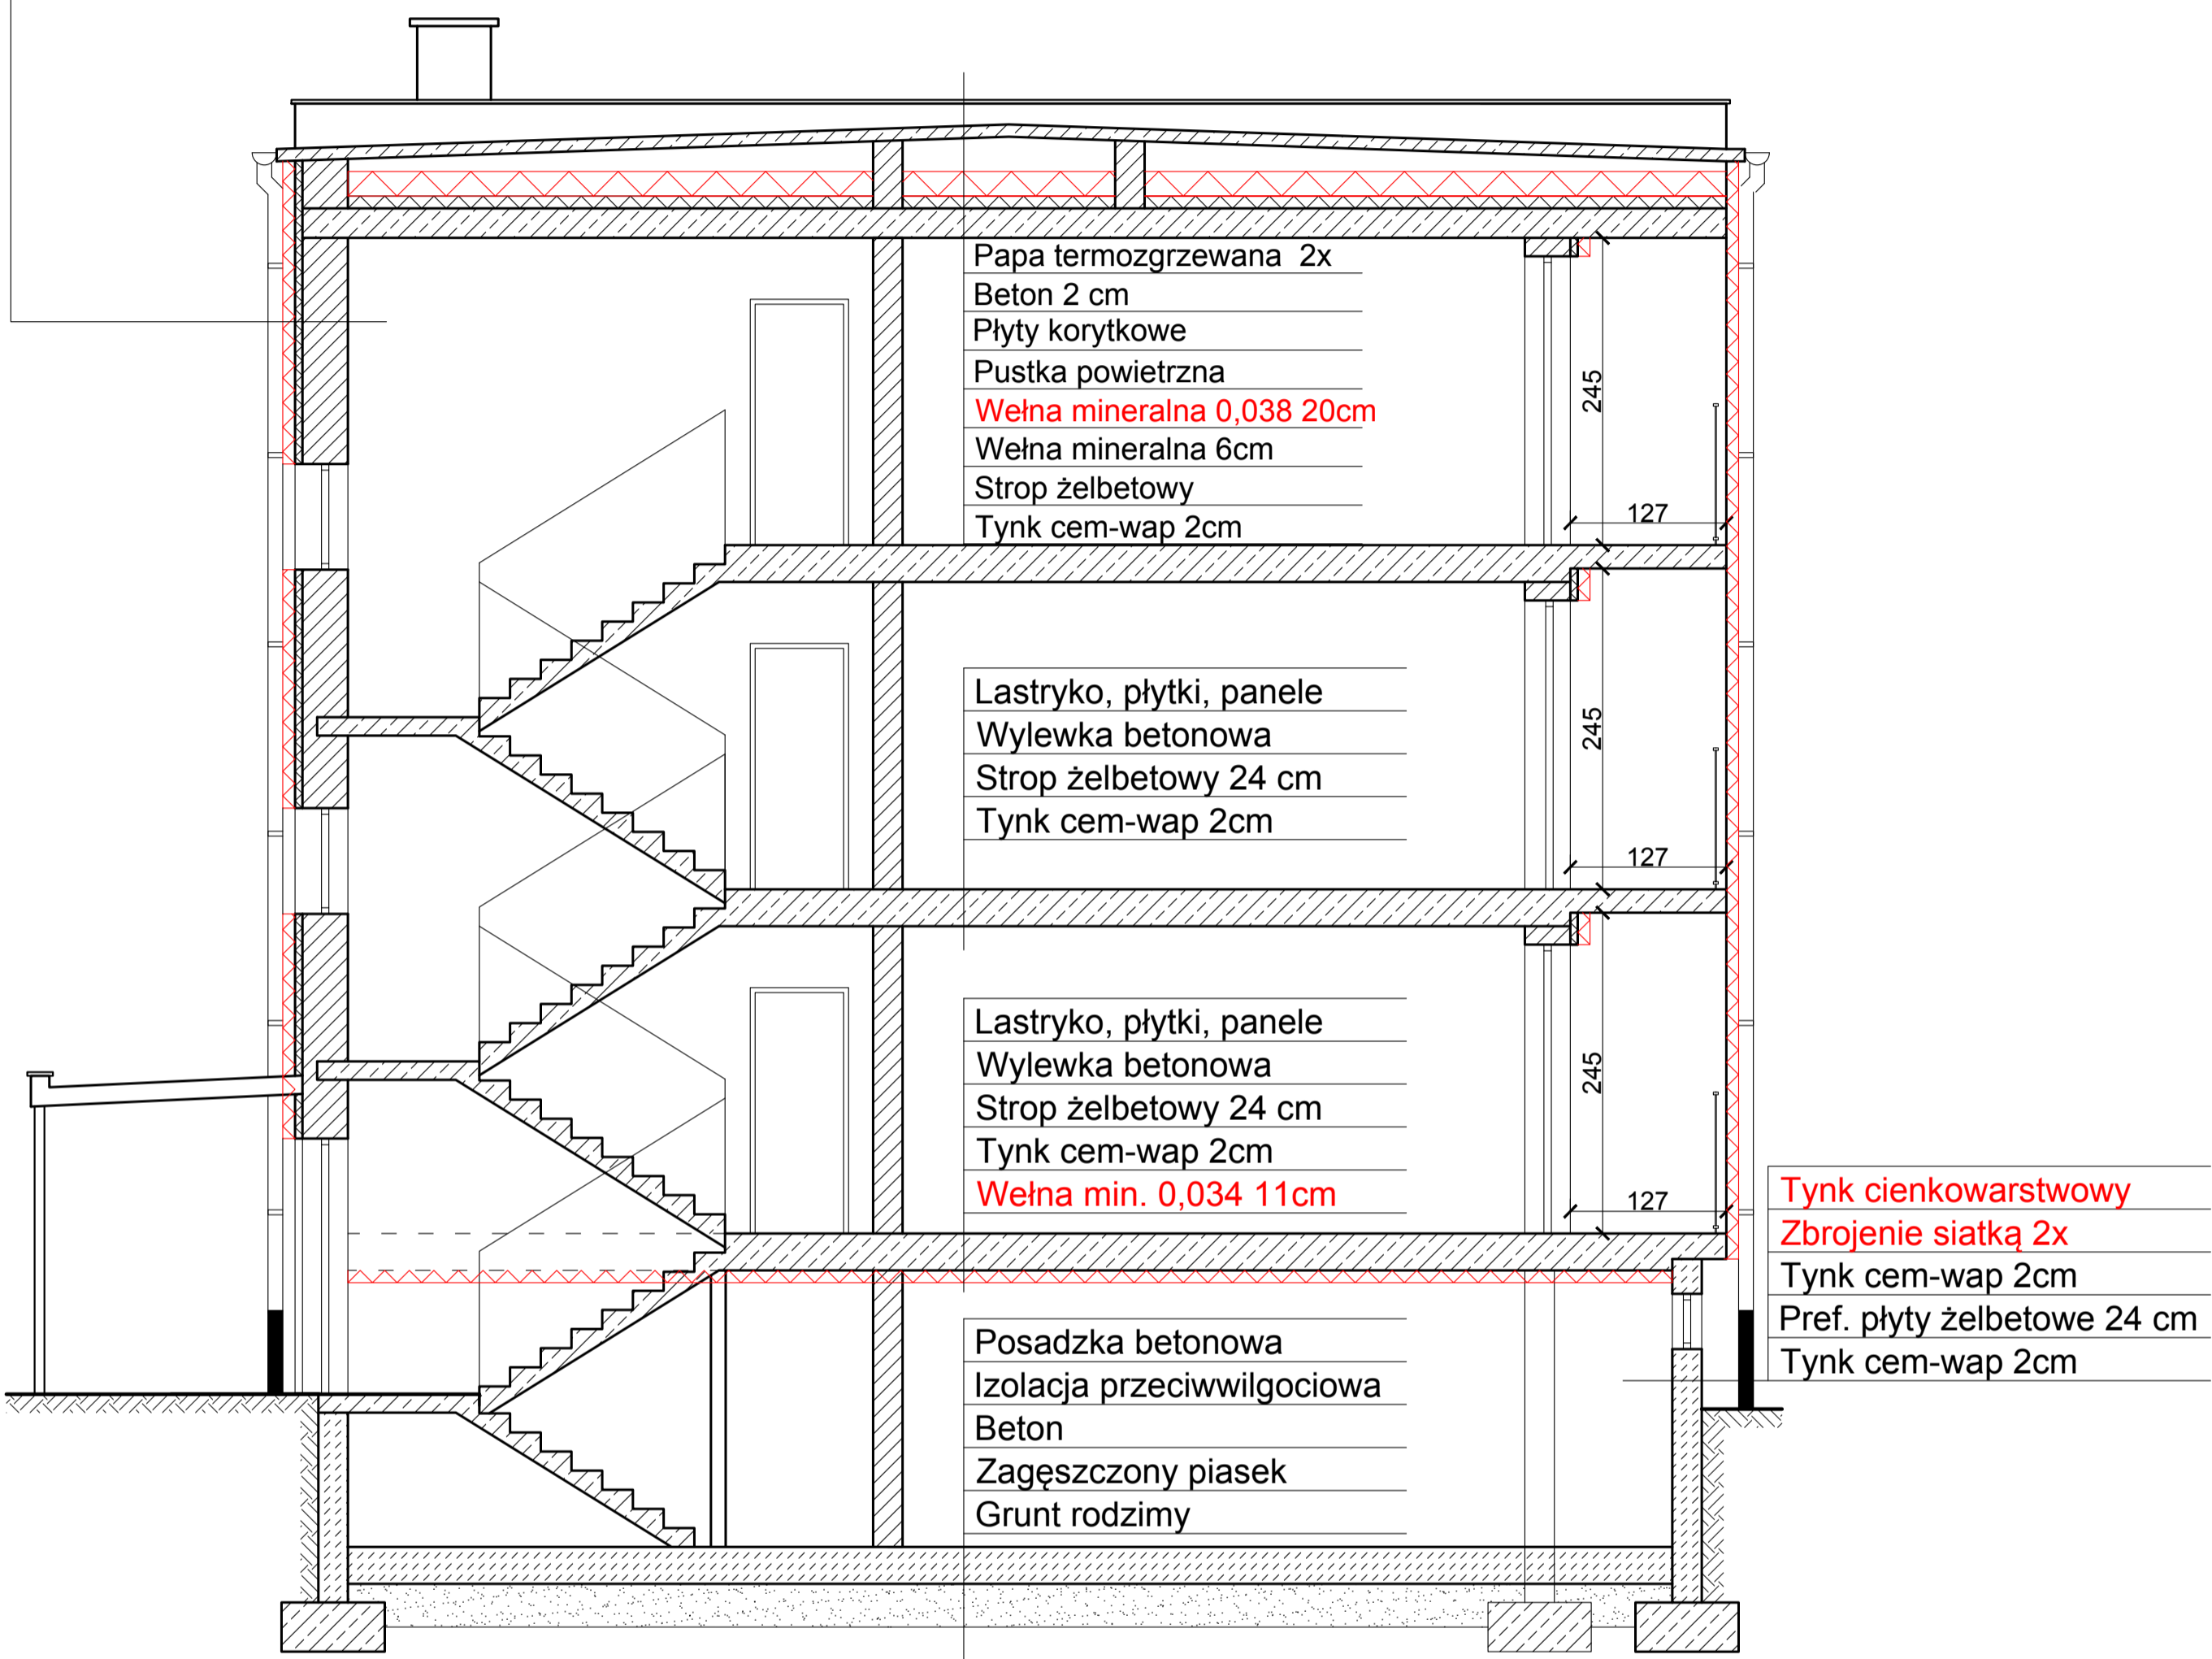 Papa termozgrzewana 2x
Beton 2 cm
Płyty korytkowe
Pustka powietrzna
Wełna mineralna 0,038 20cm
Wełna mineralna 6cm
Strop żelbetowy
Tynk cem-wap 2cm
245
127
Lastryko, płytki, panele
Wylewka betonowa
Strop żelbetowy 24 cm
Tynk cem-wap 2cm
245
127
Lastryko, płytki, panele
Wylewka betonowa
Strop żelbetowy 24 cm
Tynk cem-wap 2cm
Wełna min. 0,034 11cm
245
127
Tynk cienkowarstwowy
Zbrojenie siatką 2x
Tynk cem-wap 2cm
Pref. płyty żelbetowe 24 cm
Tynk cem-wap 2cm
Posadzka betonowa
Izolacja przeciwwilgociowa
Beton
Zagęszczony piasek
Grunt rodzimy